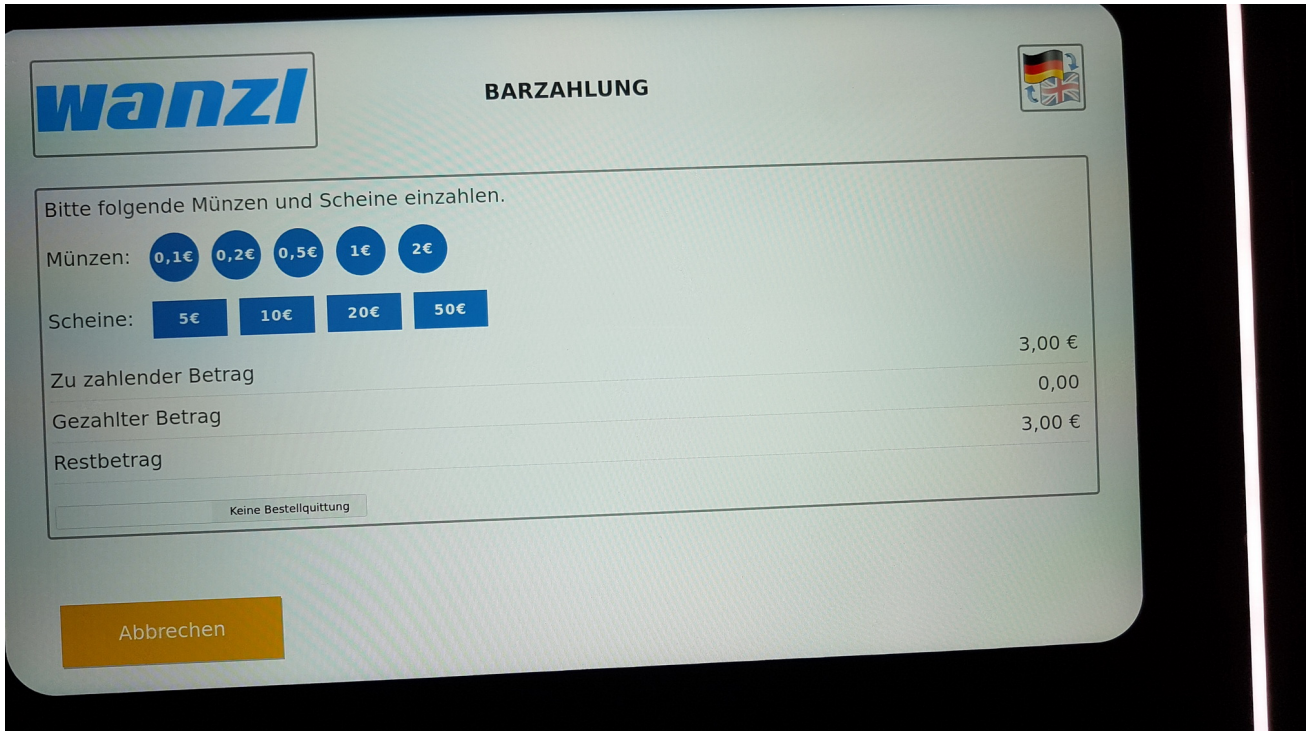 wanzl
BARZAHLUNG
Bitte folgende Münzen und Scheine einzahlen.
Münzen: 0,1€ 0,2€ 0,5€ 1€ 2€
Scheine: 5€ 10€ 20€ 50€
Zu zahlender Betrag 3,00 €
Gezahlter Betrag 0,00
Restbetrag 3,00 €
Keine Bestellquittung
Abbrechen